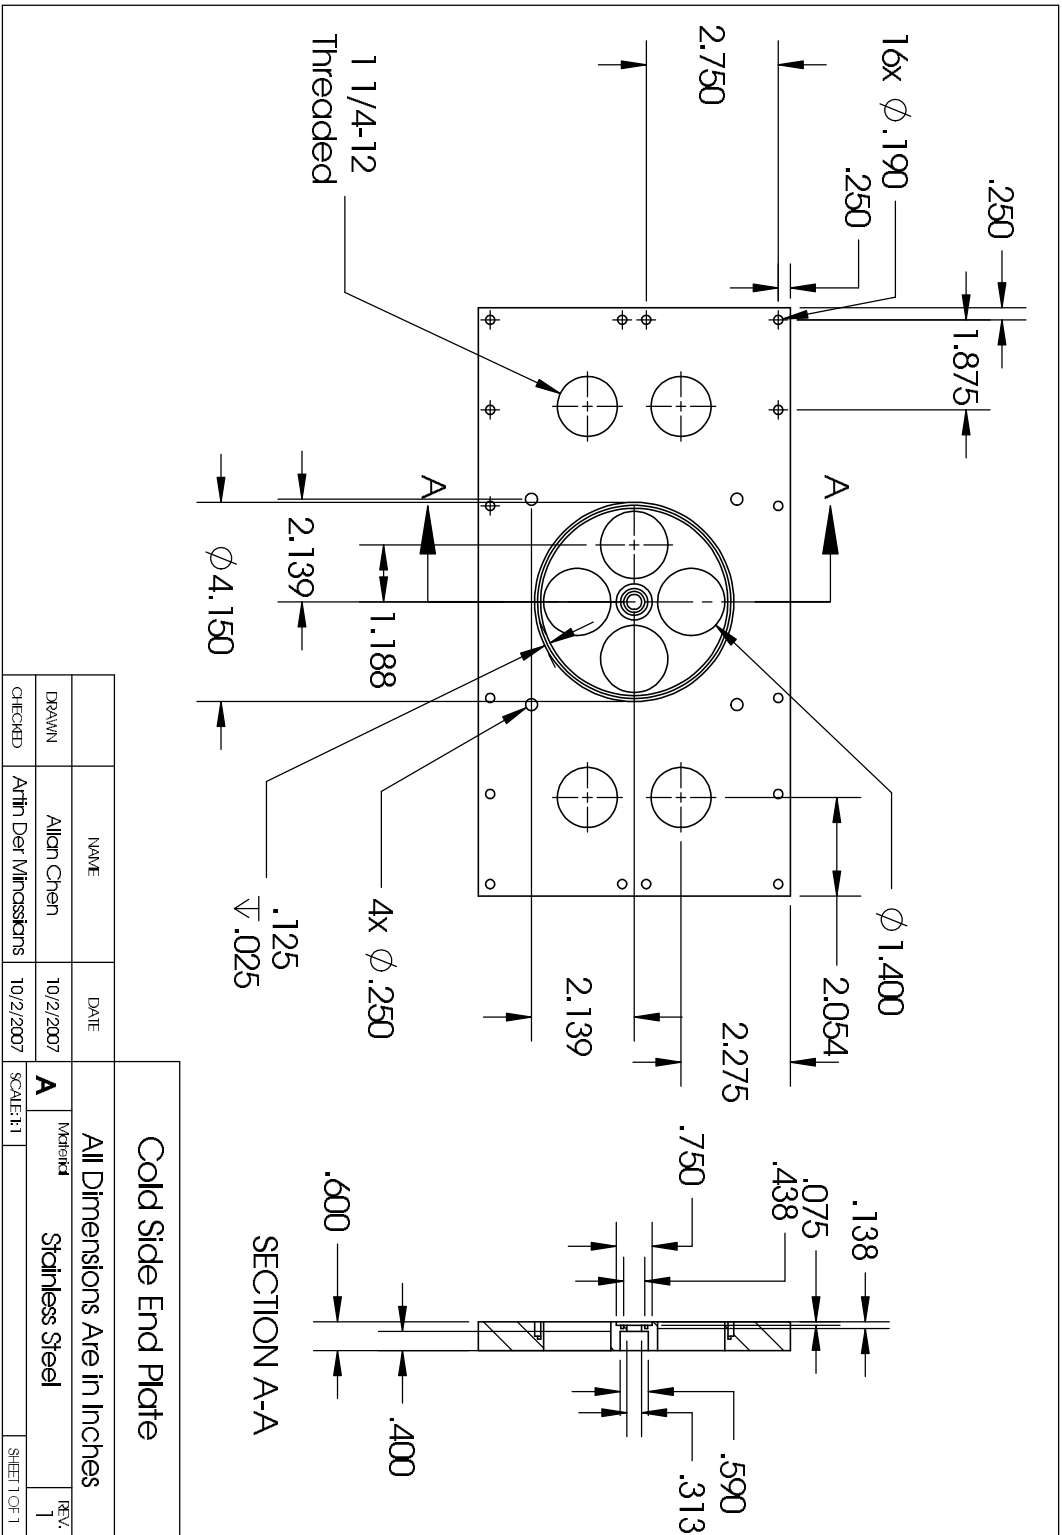 16x ∅.190
.250
.250
1.875
2.750
1 1/4-12
Threaded
A
A
2.139
1.188
∅4.150
∅1.400
2.054
2.275
2.139
4x ∅.250
.125
↧.025
.138
.075
.438
.750
.600
.400
.590
.313
SECTION A-A
Cold Side End Plate
All Dimensions Are in Inches
NAME
DATE
DRAWN
Allan Chen
10/2/2007
CHECKED
Artin Der Minassians
10/2/2007
A
Material
Stainless Steel
REV.
1
SCALE:1:1
SHEET 1 OF 1